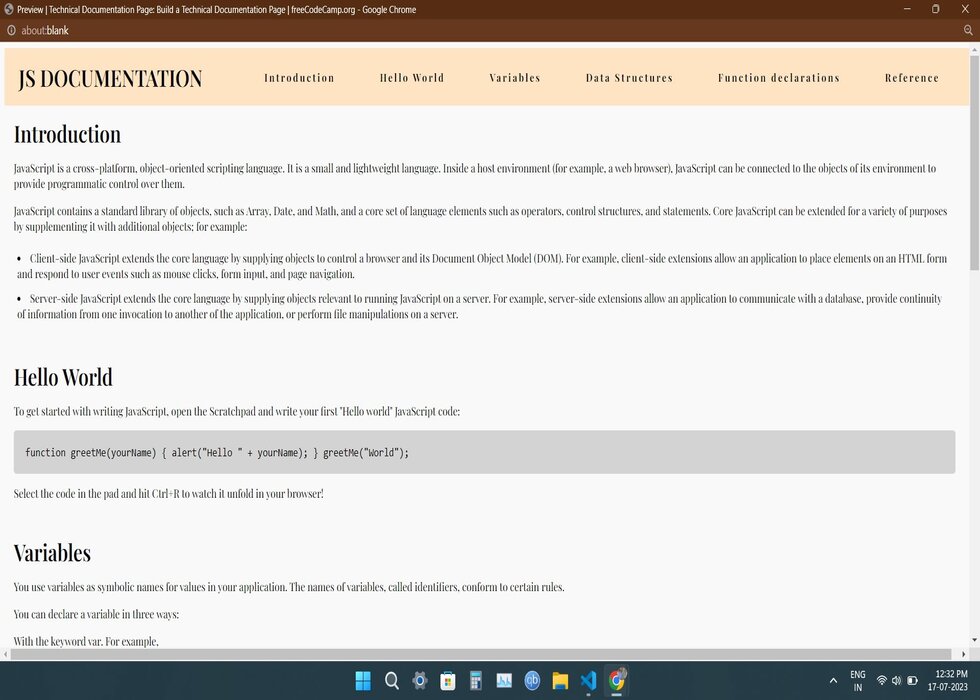 Preview | Technical Documentation Page: Build a Technical Documentation Page | freeCodeCamp.org - Google Chrome
about:blank
JS DOCUMENTATION Introduction Hello World Variables Data Structures Function declarations Reference
Introduction
JavaScript is a cross-platform, object-oriented scripting language. It is a small and lightweight language. Inside a host environment (for example, a web browser), JavaScript can be connected to the objects of its environment to
provide programmatic control over them.
JavaScript contains a standard library of objects, such as Array, Date, and Math, and a core set of language elements such as operators, control structures, and statements. Core JavaScript can be extended for a variety of purposes
by supplementing it with additional objects; for example:
• Client-side JavaScript extends the core language by supplying objects to control a browser and its Document Object Model (DOM). For example, client-side extensions allow an application to place elements on an HTML form
and respond to user events such as mouse clicks, form input, and page navigation.
• Server-side JavaScript extends the core language by supplying objects relevant to running JavaScript on a server. For example, server-side extensions allow an application to communicate with a database, provide continuity
of information from one invocation to another of the application, or perform file manipulations on a server.
Hello World
To get started with writing JavaScript, open the Scratchpad and write your first "Hello world" JavaScript code:
function greetMe(yourName) { alert("Hello " + yourName); } greetMe("World");
Select the code in the pad and hit Ctrl+R to watch it unfold in your browser!
Variables
You use variables as symbolic names for values in your application. The names of variables, called identifiers, conform to certain rules.
You can declare a variable in three ways:
With the keyword var. For example,
qb
ENG
IN
12:32 PM
17-07-2023